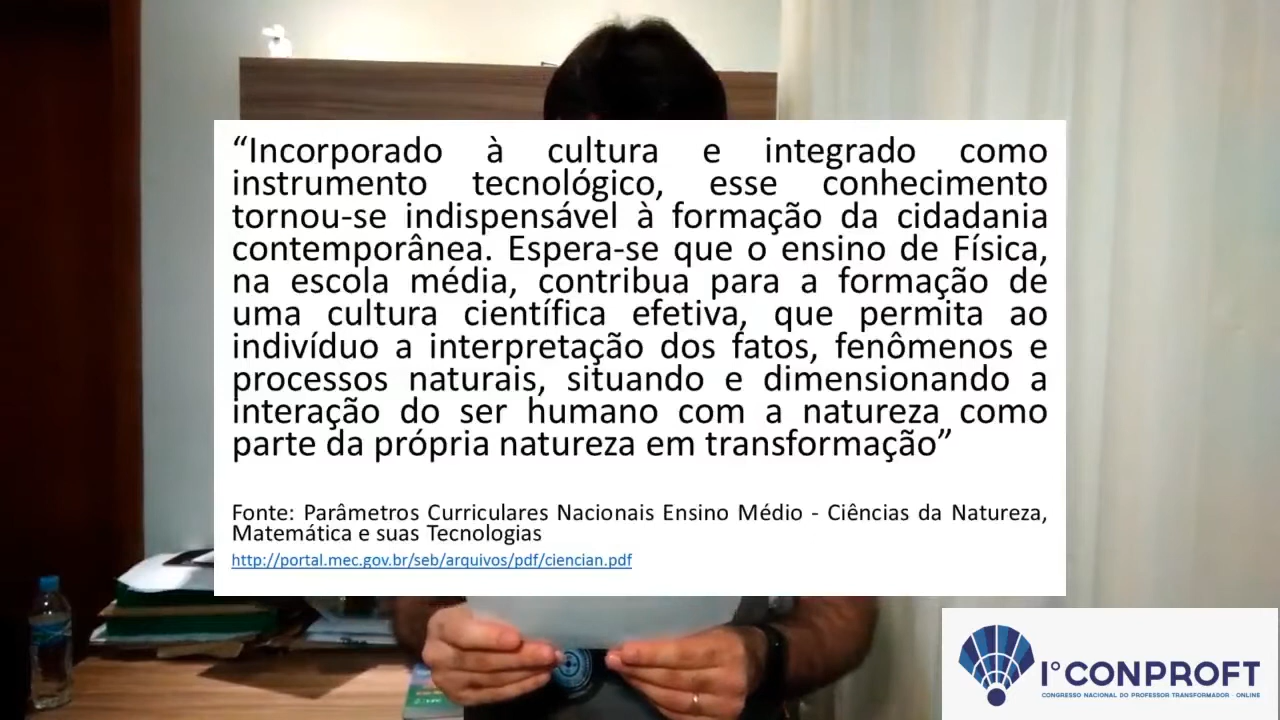 “Incorporado à cultura e integrado como
instrumento tecnológico, esse conhecimento
tornou-se indispensável à formação da cidadania
contemporânea. Espera-se que o ensino de Física,
na escola média, contribua para a formação de
uma cultura científica efetiva, que permita ao
indivíduo a interpretação dos fatos, fenômenos e
processos naturais, situando e dimensionando a
interação do ser humano com a natureza como
parte da própria natureza em transformação”
Fonte: Parâmetros Curriculares Nacionais Ensino Médio - Ciências da Natureza,
Matemática e suas Tecnologias
http://portal.mec.gov.br/seb/arquivos/pdf/ciencian.pdf
I° CONPROFT
CONGRESSO NACIONAL DO PROFESSOR TRANSFORMADOR - ONLINE